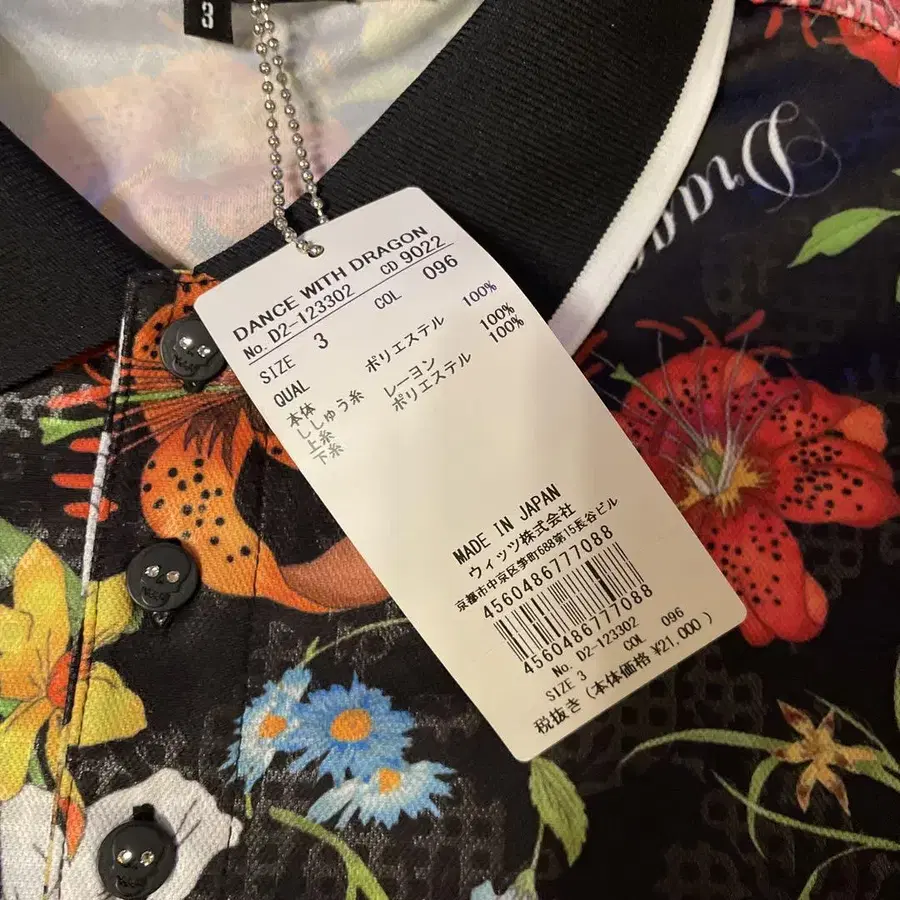 3
Drag
DANCE WITH DRAGON
No. D2-123302 CD 9022
SIZE 3 COL 096
QUAL
本体 ポリエステル 100%
ししゅう糸
上糸 レーヨン 100%
下糸 ポリエステル 100%
MADE IN JAPAN
ウィッツ株式会社
京都市中京区笋町688第15長谷ビル
4560486777088
4560486777088
No. D2-123302 COL 096
SIZE 3
税抜き (本体価格 ¥21,000 )